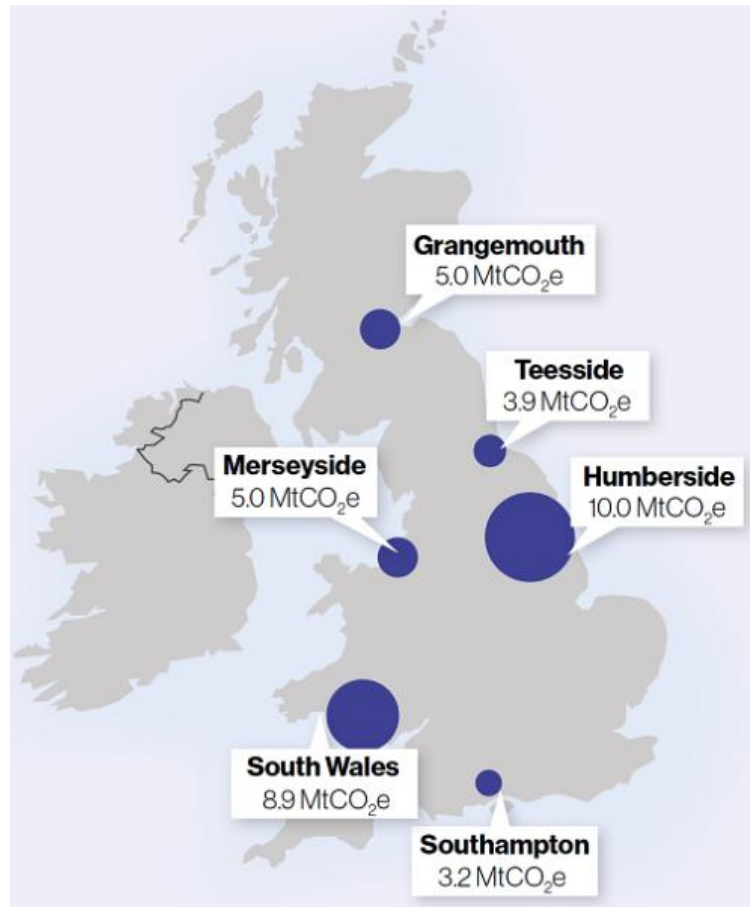 Grangemouth
5.0 MtCO₂e
Teesside
3.9 MtCO₂e
Merseyside
5.0 MtCO₂e
Humberside
10.0 MtCO₂e
South Wales
8.9 MtCO₂e
Southampton
3.2 MtCO₂e